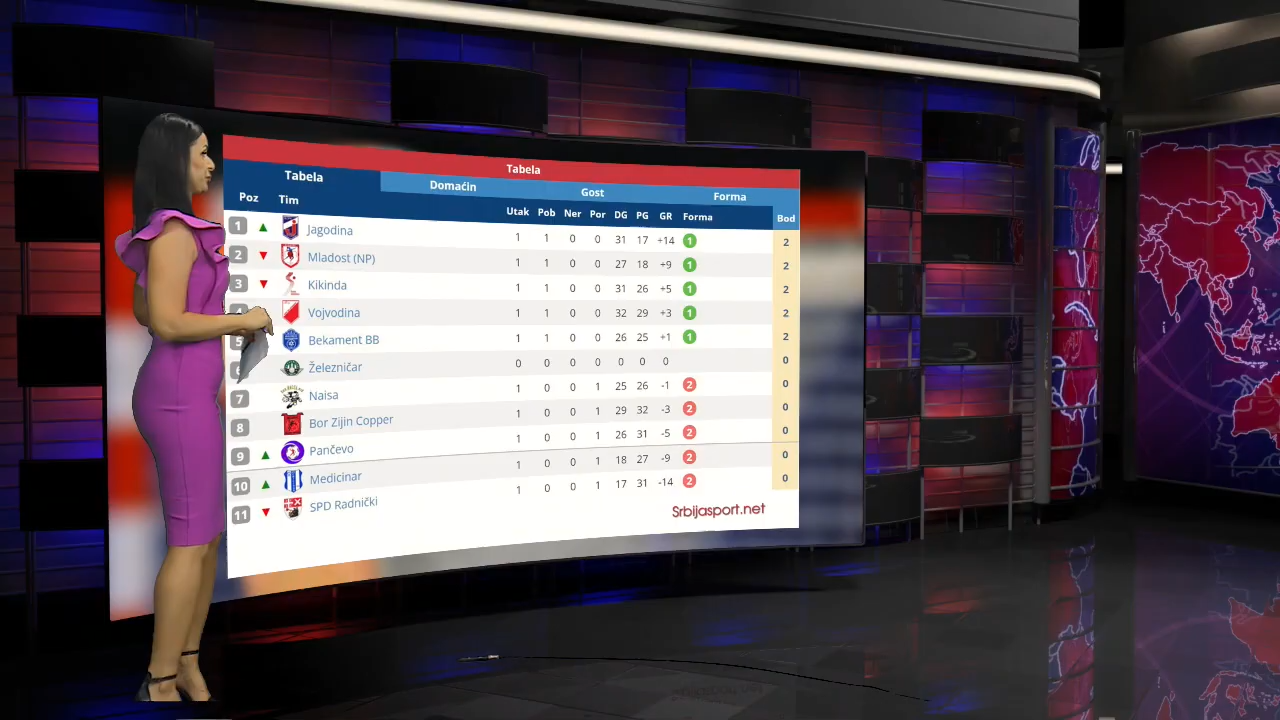 Tabela
Tabela Domaćin Gost Forma
Poz Tim Utak Pob Ner Por DG PG GR Forma Bod
1 Jagodina 1 1 0 0 31 17 +14 1 2
2 Mladost (NP) 1 1 0 0 27 18 +9 1 2
3 Kikinda 1 1 0 0 31 26 +5 1 2
4 Vojvodina 1 1 0 0 32 29 +3 1 2
5 Bekament BB 1 1 0 0 26 25 +1 1 2
Železničar 0 0 0 0 0 0 0 0
7 Naisa 1 0 0 1 25 26 -1 2 0
8 Bor Zijin Copper 1 0 0 1 29 32 -3 2 0
9 Pančevo 1 0 0 1 26 31 -5 2 0
10 Medicinar 1 0 0 1 18 27 -9 2 0
11 SPD Radnički 1 0 0 1 17 31 -14 2 0
Srbijasport.net